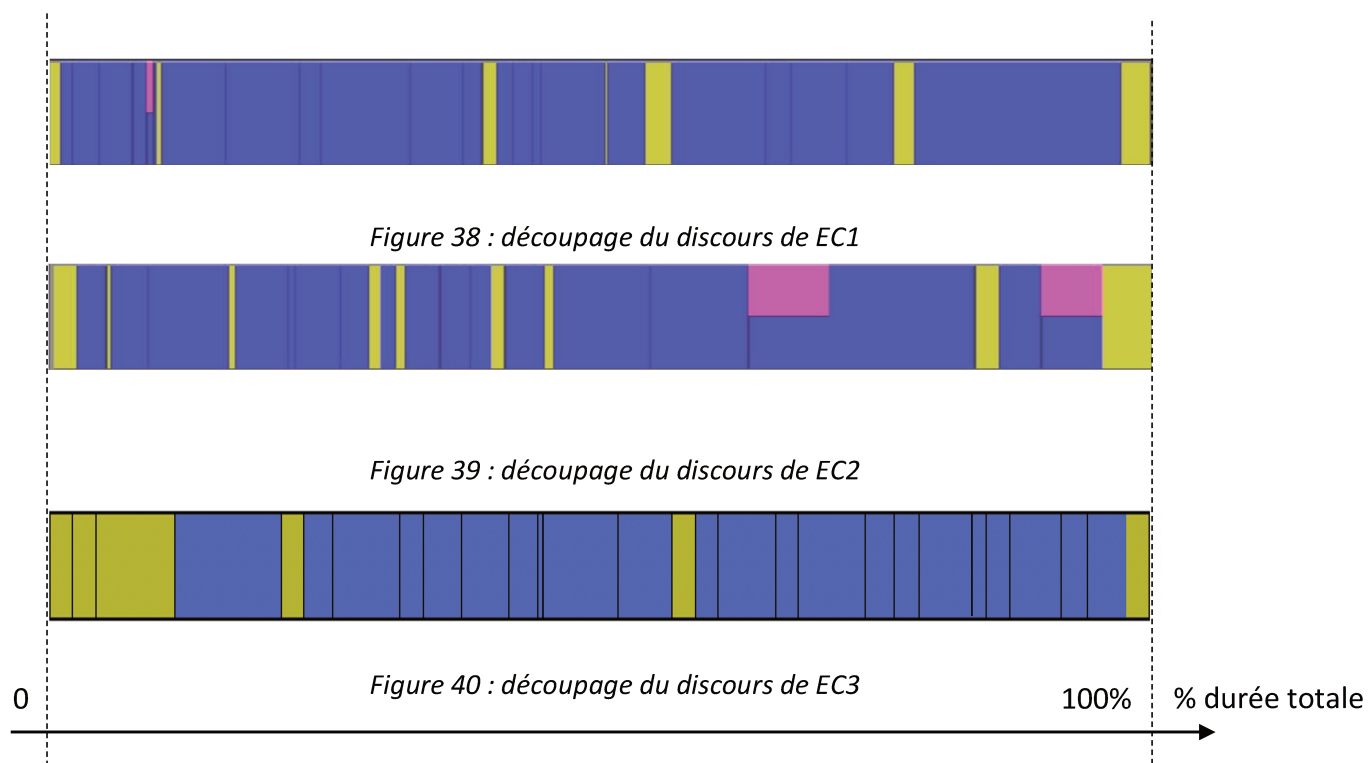 Figure 38 : découpage du discours de EC1
Figure 39 : découpage du discours de EC2
Figure 40 : découpage du discours de EC3
0
100%
% durée totale